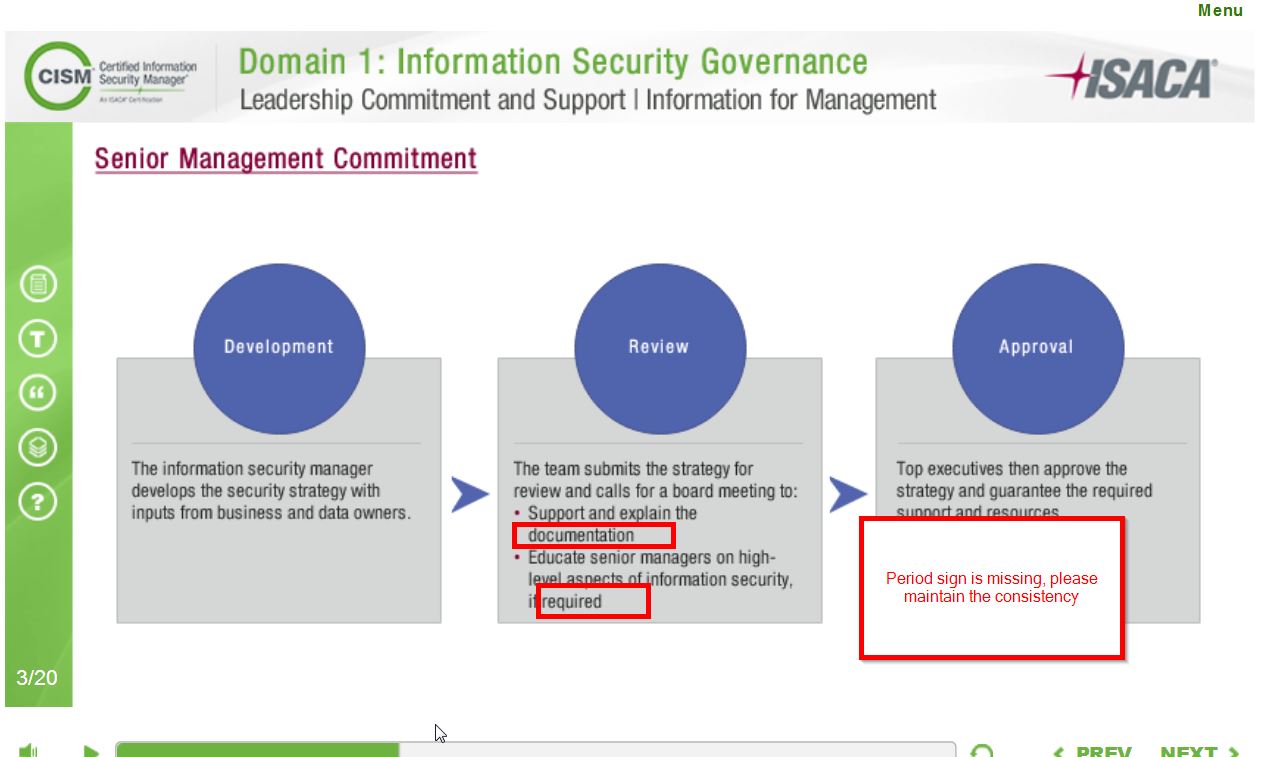 Menu
CISM
Certified Information
Security Manager®
An ISACA® Certification
Domain 1: Information Security Governance
Leadership Commitment and Support | Information for Management
ISACA®
Senior Management Commitment
Development
The information security manager
develops the security strategy with
inputs from business and data owners.
Review
The team submits the strategy for
review and calls for a board meeting to:
• Support and explain the
documentation
• Educate senior managers on high-
level aspects of information security,
if required
Approval
Top executives then approve the
strategy and guarantee the required
support and resources
Period sign is missing, please
maintain the consistency
T
“
?
3/20
PREV
NEXT